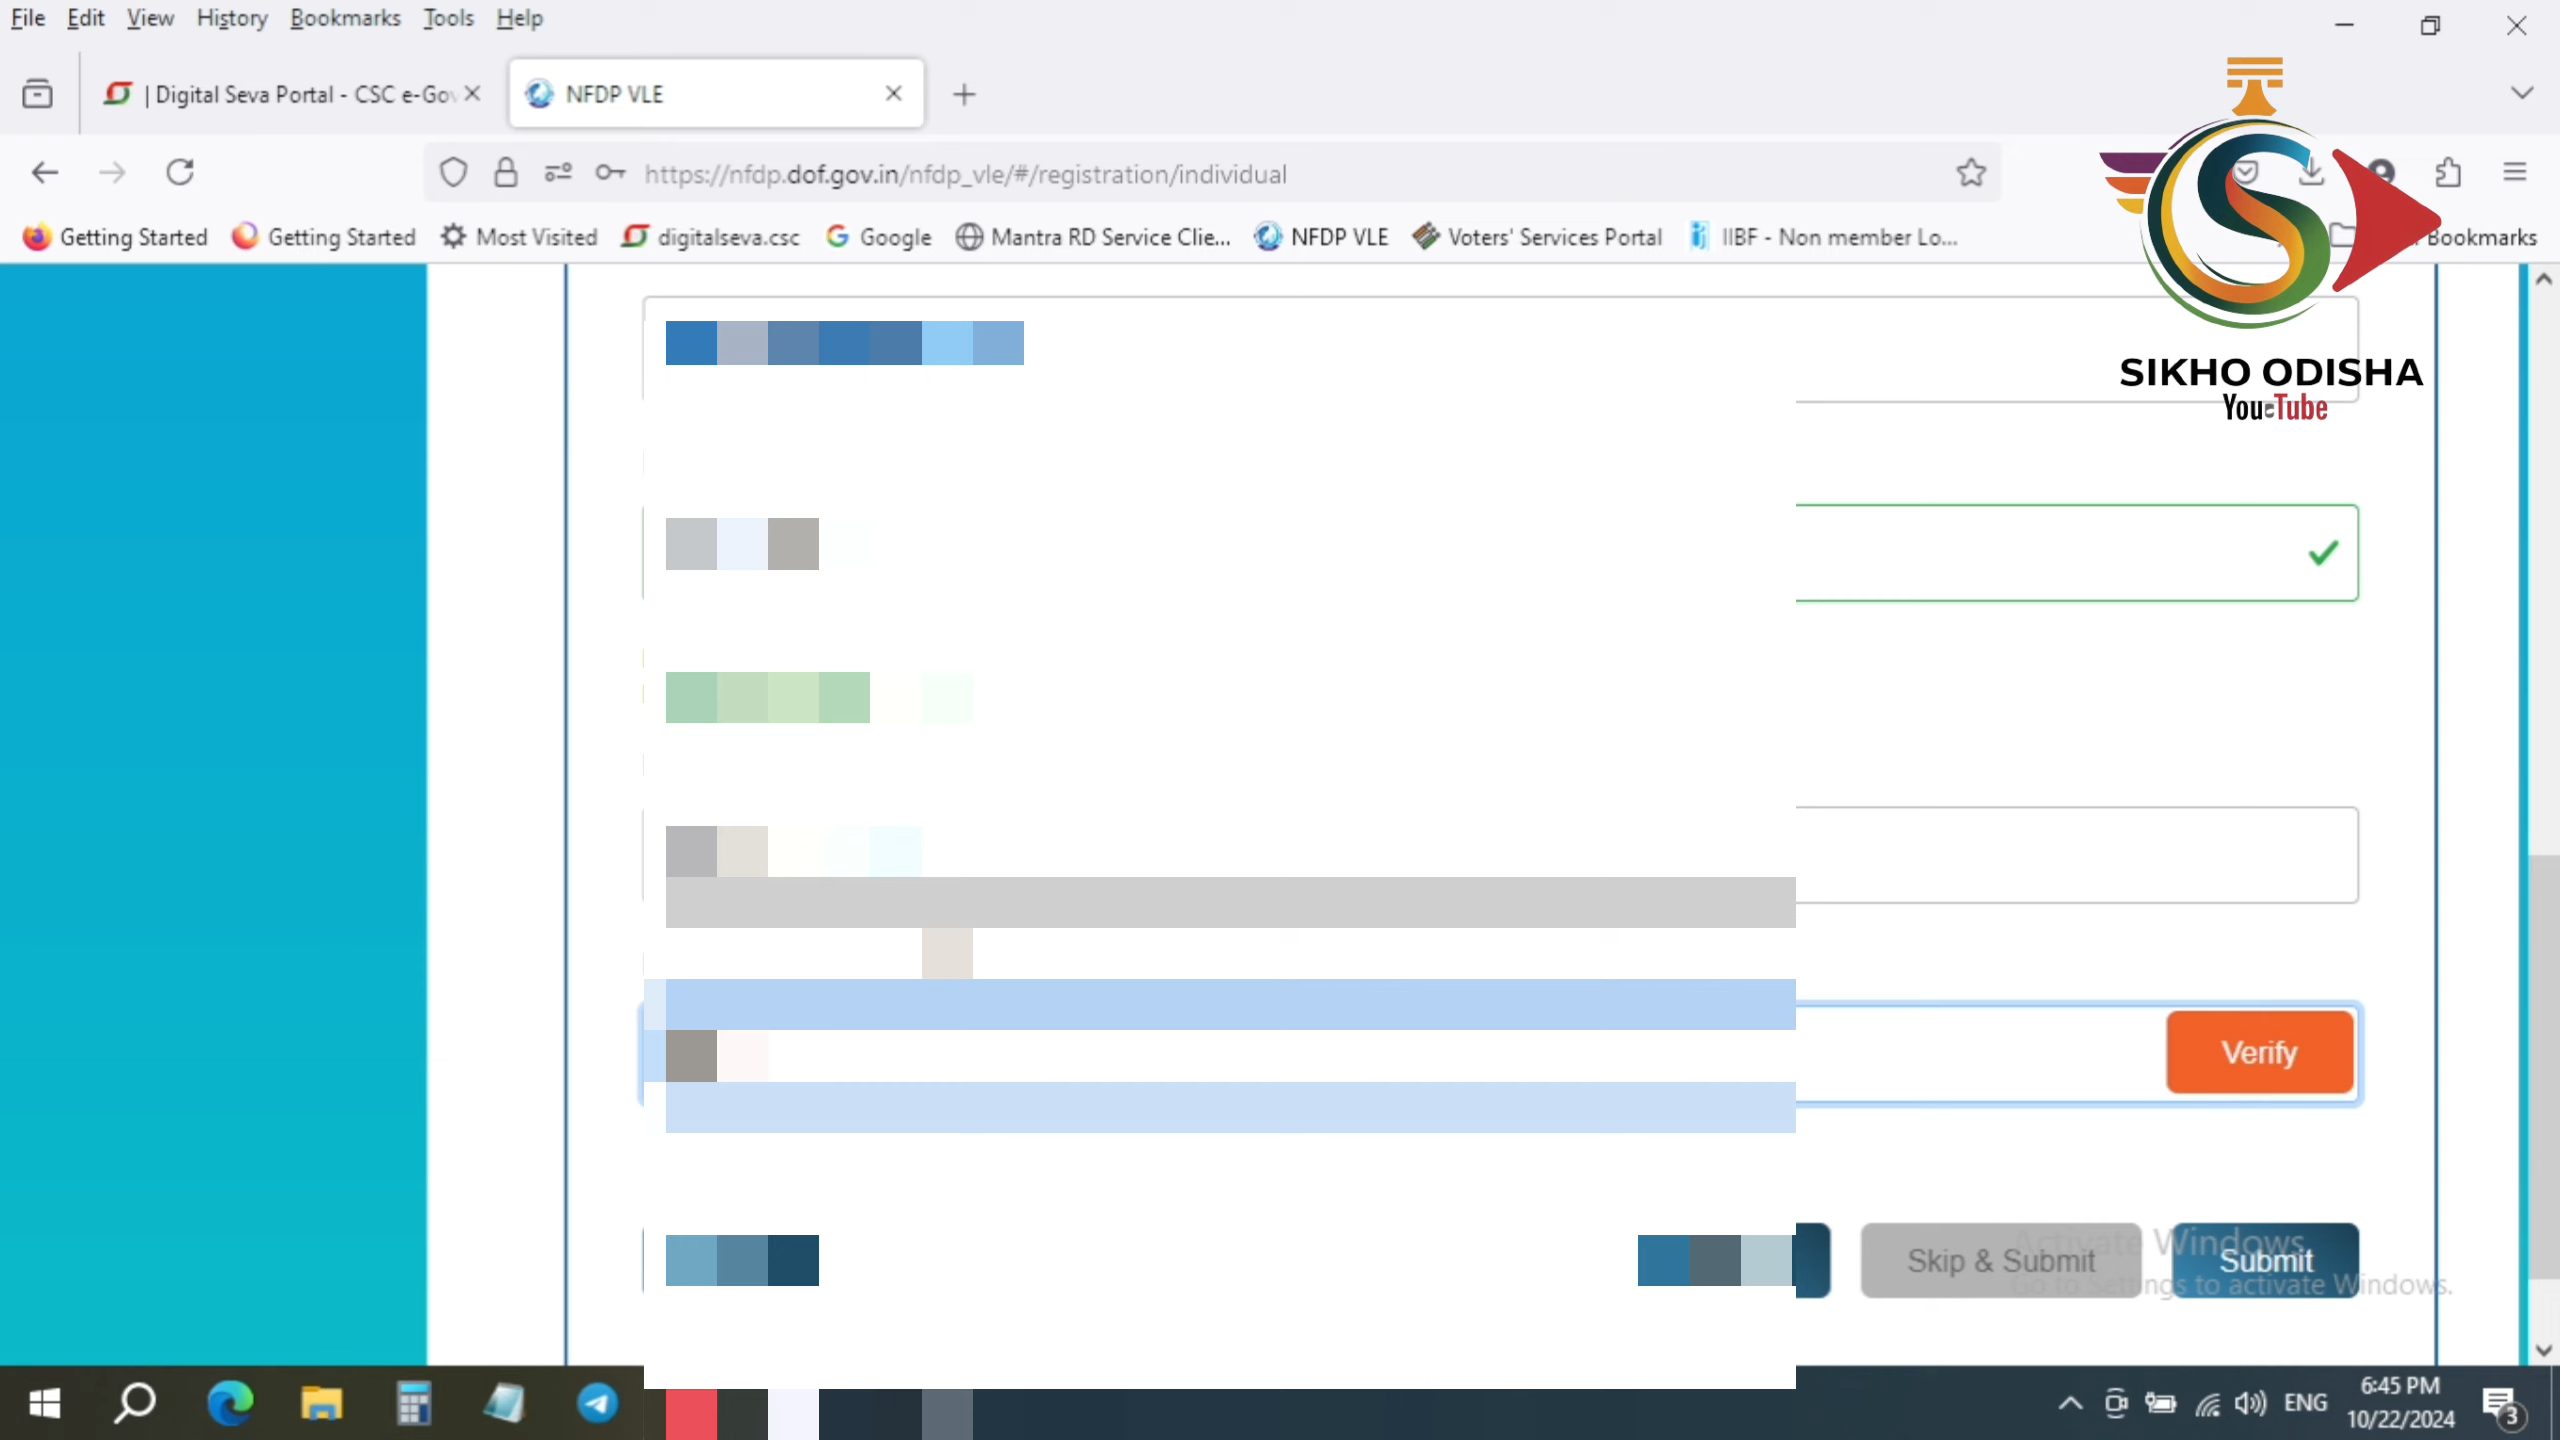 File Edit View History Bookmarks Tools Help
| Digital Seva Portal - CSC e-Gov
NFDP VLE
https://nfdp.dof.gov.in/nfdp_vle/#/registration/individual
Getting Started Getting Started Most Visited digitalseva.csc Google Mantra RD Service Clie... NFDP VLE Voters' Services Portal IIBF - Non member Lo... Bookmarks
SIKHO ODISHA
YouTube
Verify
Skip & Submit Submit
Activate Windows
Go to Settings to activate Windows.
ENG
6:45 PM
10/22/2024
3